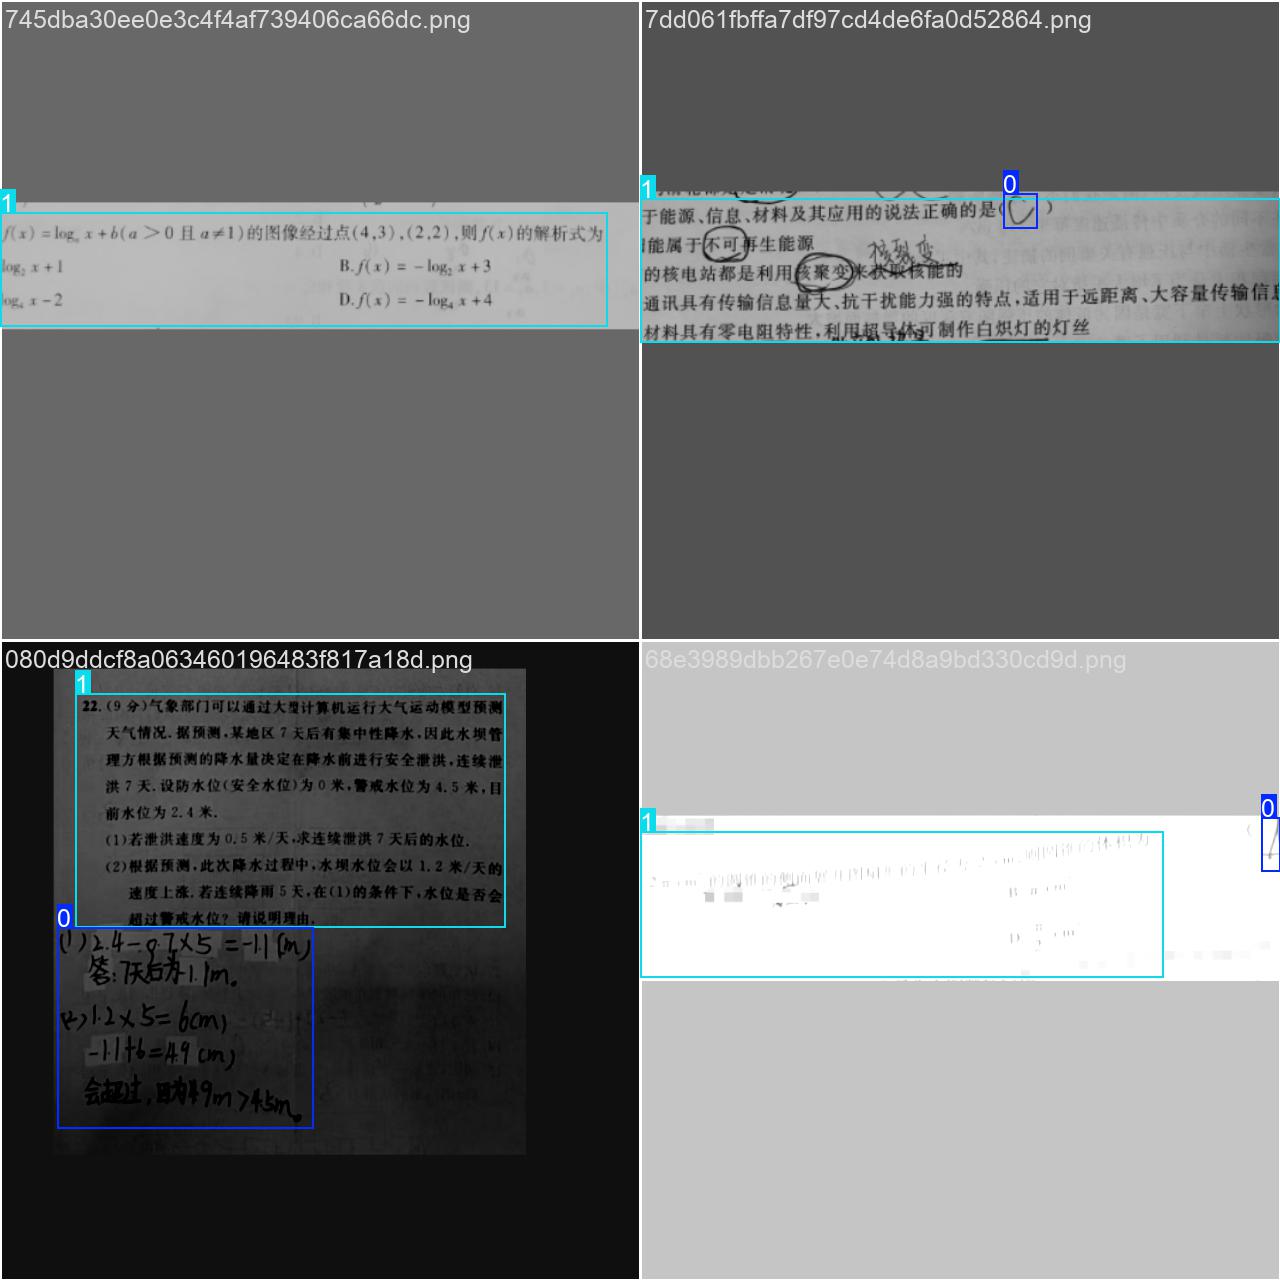 745dba30ee0e3c4f4af739406ca66dc.png
1
f(x)=logₐ x+b(a>0且a≠1)的图像经过点(4,3),(2,2),则f(x)的解析式为
log₂ x+1
B.f(x)=-log₂ x+3
log₄ x-2
D.f(x)=-log₄ x+4
7dd061fbffa7df97cd4de6fa0d52864.png
1
0
于能源、信息、材料及其应用的说法正确的是( C )
能属于不可再生能源
核裂变
的核电站都是利用核聚变来获取核能的
通讯具有传输信息量大、抗干扰能力强的特点,适用于远距离、大容量传输信息
材料具有零电阻特性,利用超导体可制作白炽灯的灯丝
080d9ddcf8a063460196483f817a18d.png
1
22.(9分)气象部门可以通过大型计算机运行大气运动模型预测
天气情况.据预测,某地区7天后有集中性降水,因此水坝管
理方根据预测的降水量决定在降水前进行安全泄洪,连续泄
洪7天.设防水位(安全水位)为0米,警戒水位为4.5米,目
前水位为2.4米.
(1)若泄洪速度为0.5米/天,求连续泄洪7天后的水位.
(2)根据预测,此次降水过程中,水坝水位会以1.2米/天的
速度上涨.若连续降雨5天,在(1)的条件下,水位是否会
超过警戒水位?请说明理由.
0
(1)2.4-0.7×5=-1.1(m)
答:7天后为-1.1m。
(2)1.2×5=6(m)
-1.1+6=4.9(m)
会超过,因为4.9m>4.5m。
68e3989dbb267e0e74d8a9bd330cd9d.png
1
0
则圆锥的体积为
B
D